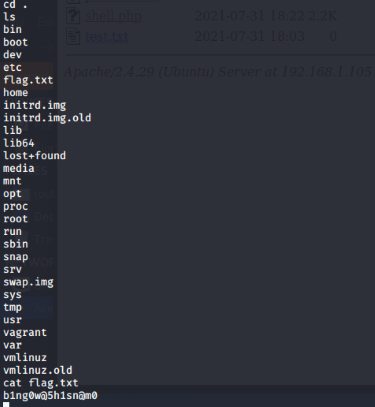 cd .
ls
bin
boot
dev
etc
flag.txt
home
initrd.img
initrd.img.old
lib
lib64
lost+found
media
mnt
opt
proc
root
run
sbin
snap
srv
swap.img
sys
tmp
usr
vagrant
var
vmlinuz
vmlinuz.old
cat flag.txt
b1ng0w@5h1sn@m0
shell.php 2021-07-31 18:22 2.2K
test.txt 2021-07-31 18:03 0
Apache/2.4.29 (Ubuntu) Server at 192.168.1.105